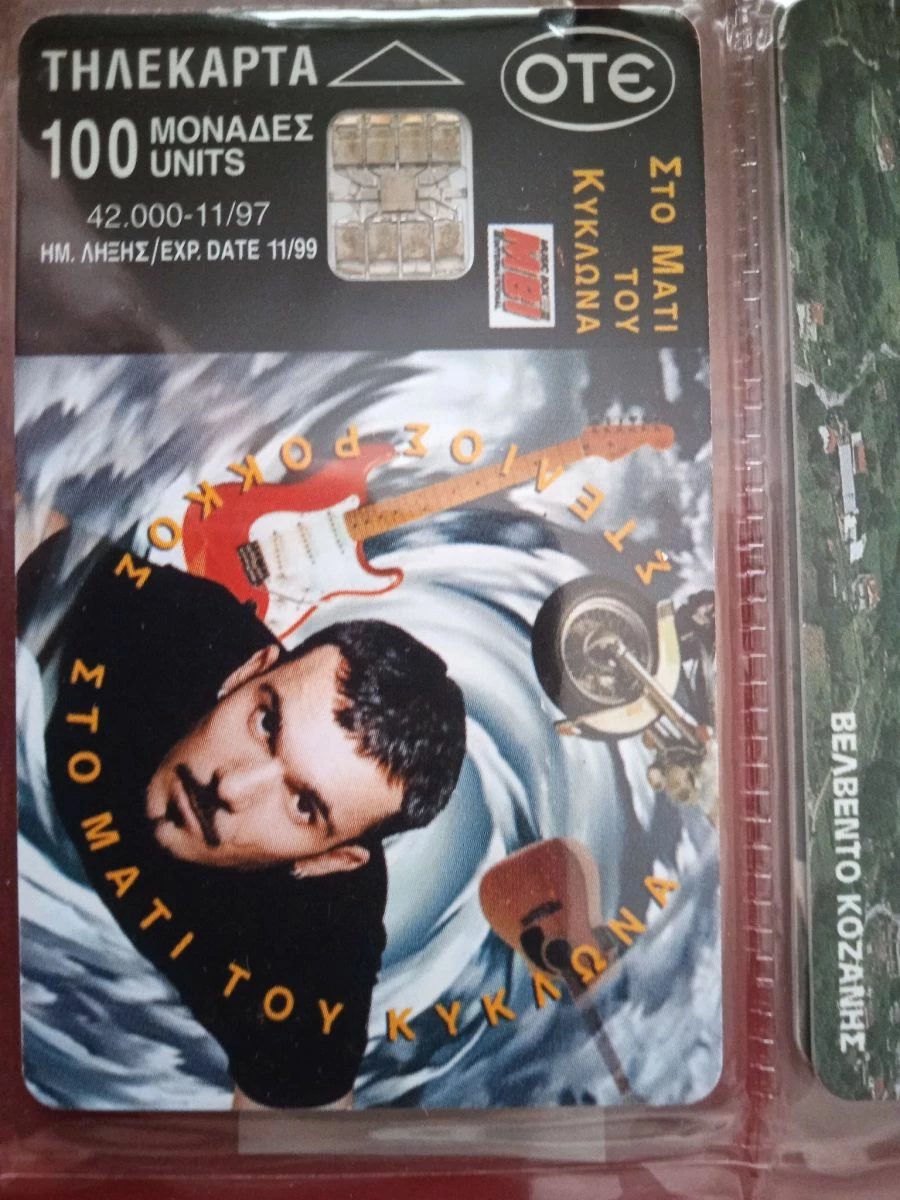 ΤΗΛΕΚΑΡΤΑ
ΟΤΕ
100 ΜΟΝΑΔΕΣ
UNITS
42.000-11/97
ΗΜ. ΛΗΞΗΣ/EXP. DATE 11/99
ΣΤΟ ΜΑΤΙ
ΤΟΥ
ΚΥΚΛΩΝΑ
MBI
ΣΤΕΛΙΟΣ ΡΟΚΚΟΣ
ΣΤΟ ΜΑΤΙ ΤΟΥ ΚΥΚΛΩΝΑ
ΒΕΛΒΕΝΤΟ ΚΟΖΑΝΗΣ